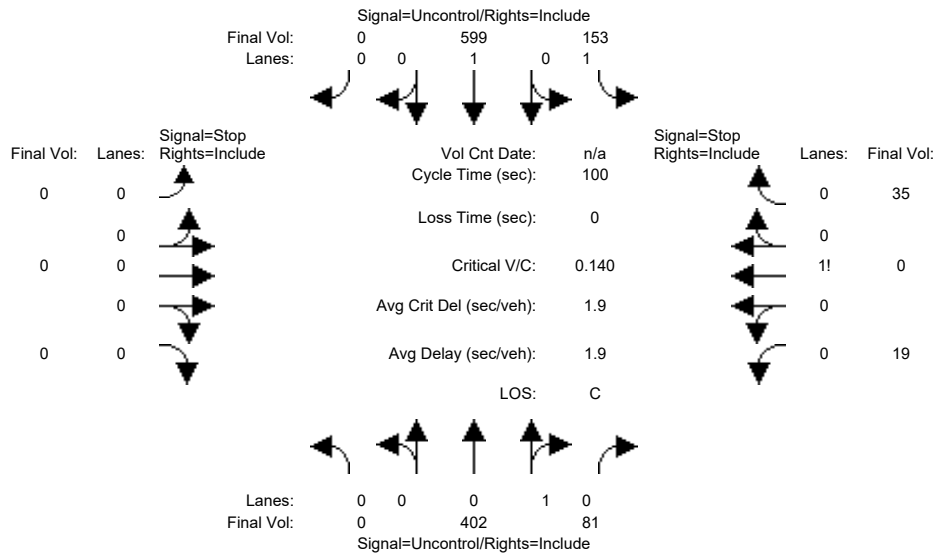 Signal=Uncontrol/Rights=Include
Final Vol: 0 599 153
Lanes: 0 0 1 0 1
Signal=Stop
Final Vol: Lanes: Rights=Include
Vol Cnt Date: n/a
Signal=Stop
Rights=Include Lanes: Final Vol:
Cycle Time (sec): 100
0 0
0 35
Loss Time (sec): 0
0
0
0 0
Critical V/C: 0.140
1! 0
0
Avg Crit Del (sec/veh): 1.9
0
0 0
Avg Delay (sec/veh): 1.9
0 19
LOS: C
Lanes: 0 0 0 1 0
Final Vol: 0 402 81
Signal=Uncontrol/Rights=Include